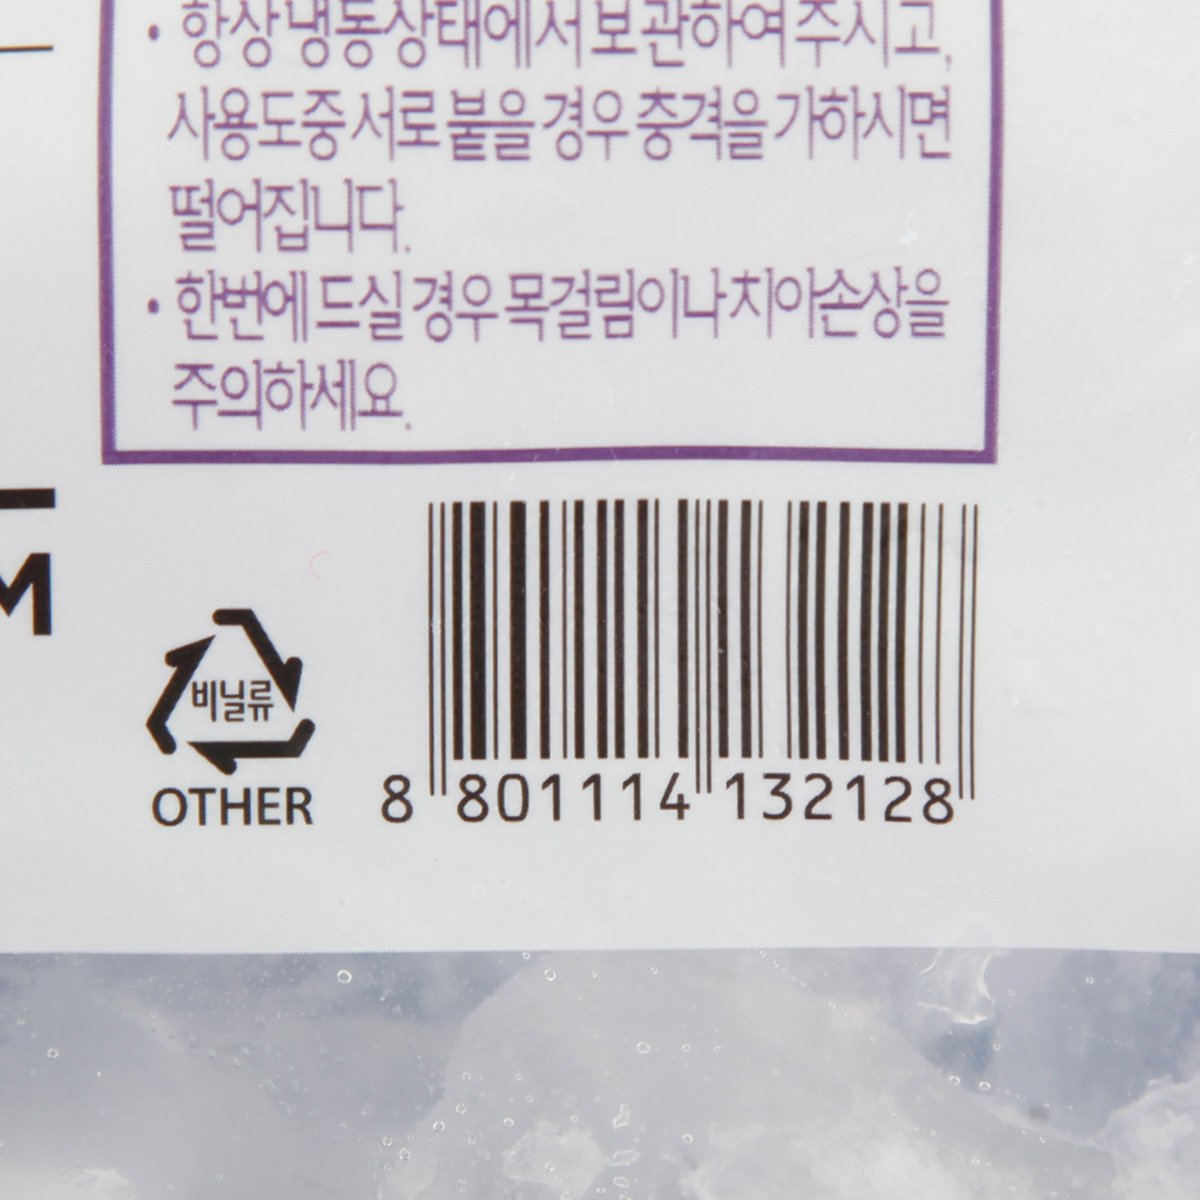 • 항상 냉동상태에서 보관하여 주시고,
사용도중 서로 붙을 경우 충격을 가하시면
떨어집니다.
• 한번에 드실 경우 목걸림이나 치아손상을
주의하세요.
M
비닐류
OTHER
8 801114 132128